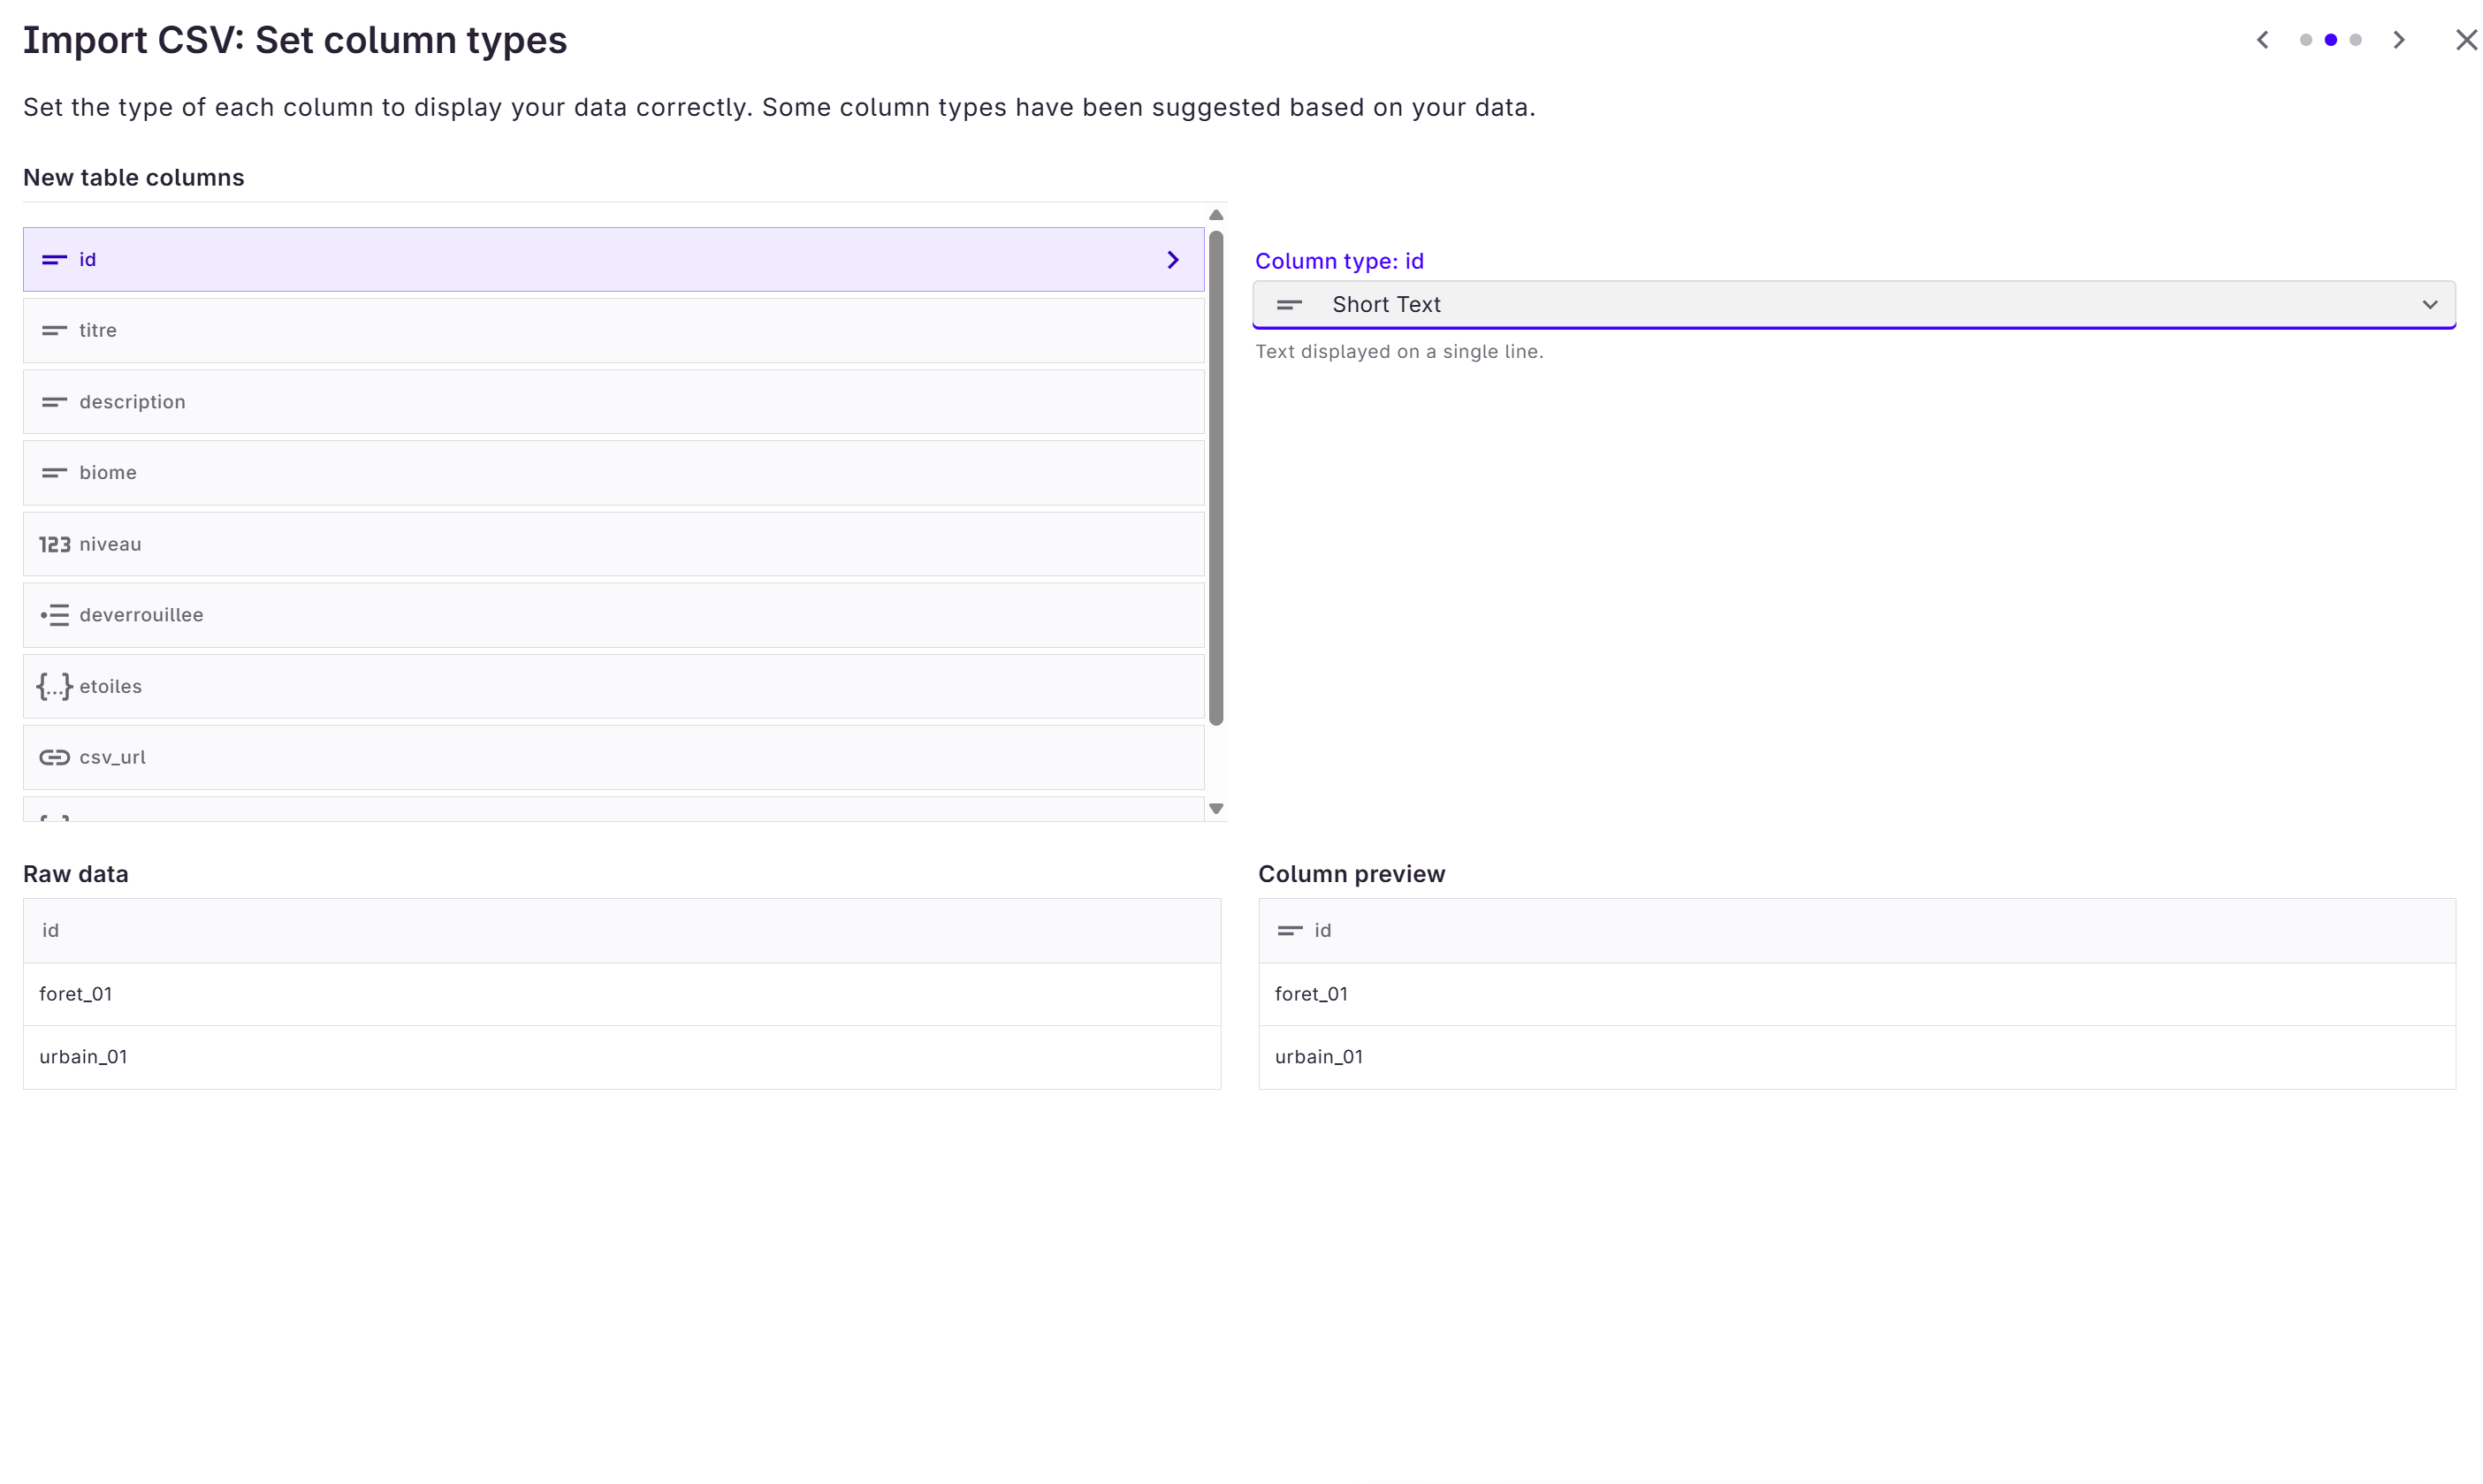 Import CSV: Set column types
Set the type of each column to display your data correctly. Some column types have been suggested based on your data.
New table columns
id
titre
description
biome
123 niveau
deverrouillee
{...} etoiles
csv_url
Column type: id
Short Text
Text displayed on a single line.
Raw data
id
foret_01
urbain_01
Column preview
id
foret_01
urbain_01